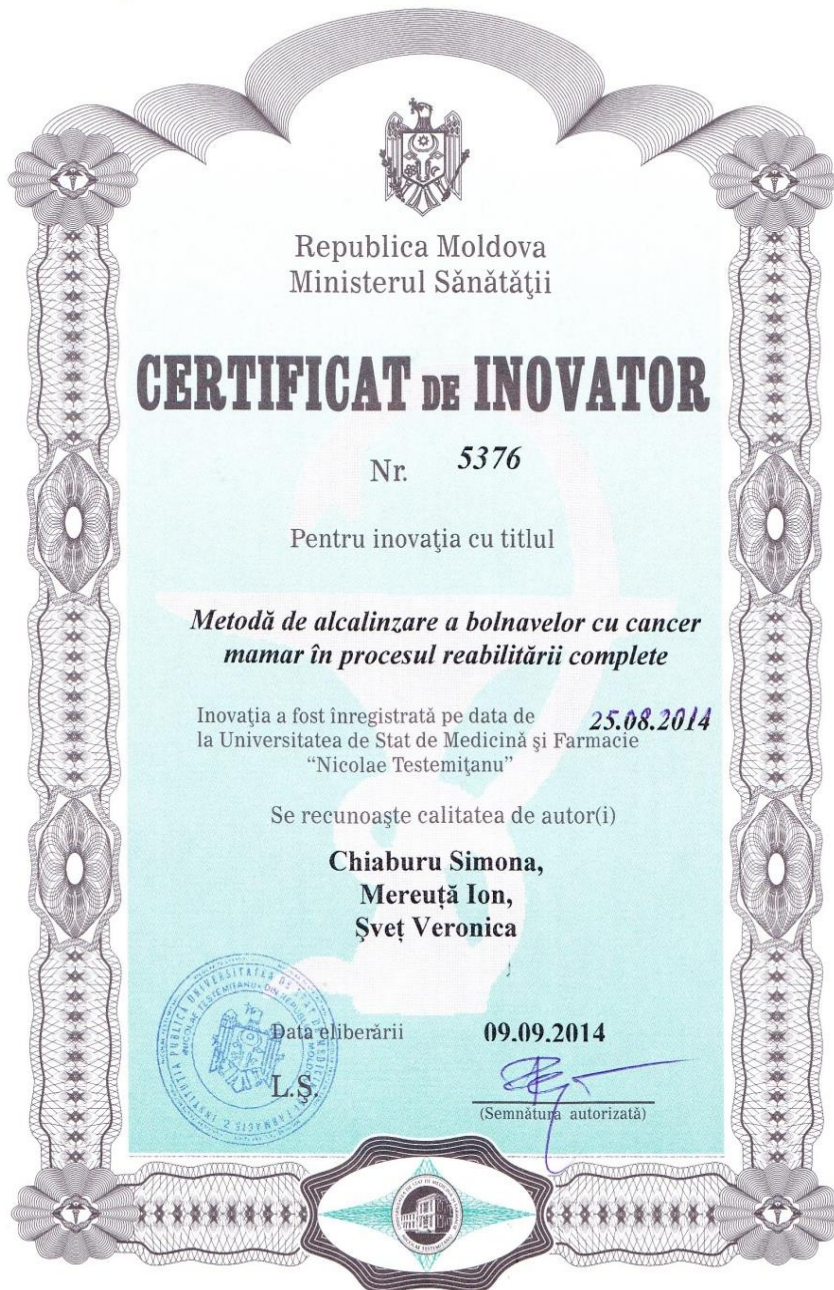 Republica Moldova
Ministerul Sănătăţii
CERTIFICAT DE INOVATOR
Nr. 5376
Pentru inovaţia cu titlul
Metodă de alcalinzare a bolnavelor cu cancer
mamar în procesul reabilitării complete
Inovaţia a fost înregistrată pe data de 25.08.2014
la Universitatea de Stat de Medicină şi Farmacie
“Nicolae Testemiţanu”
Se recunoaşte calitatea de autor(i)
Chiaburu Simona,
Mereuță Ion,
Șveț Veronica
Data eliberării 09.09.2014
L.Ş.
(Semnătura autorizată)